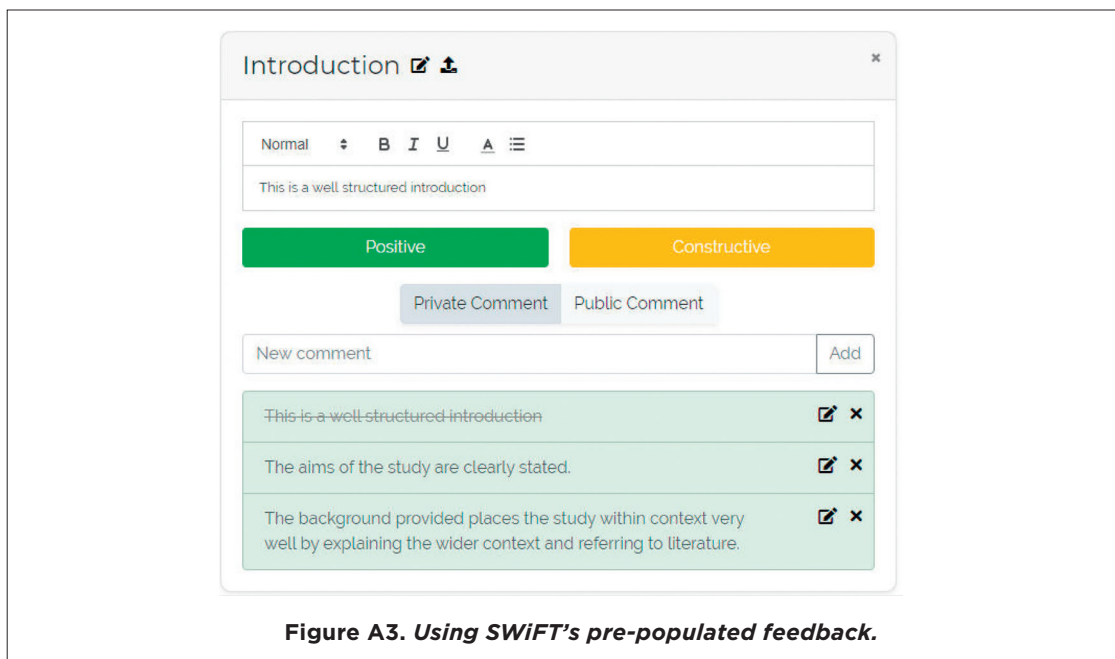 Introduction
×
Normal B I U A
This is a well structured introduction
Positive Constructive
Private Comment Public Comment
New comment Add
This is a well structured introduction
The aims of the study are clearly stated.
The background provided places the study within context very
well by explaining the wider context and referring to literature.
Figure A3. Using SWiFT's pre-populated feedback.